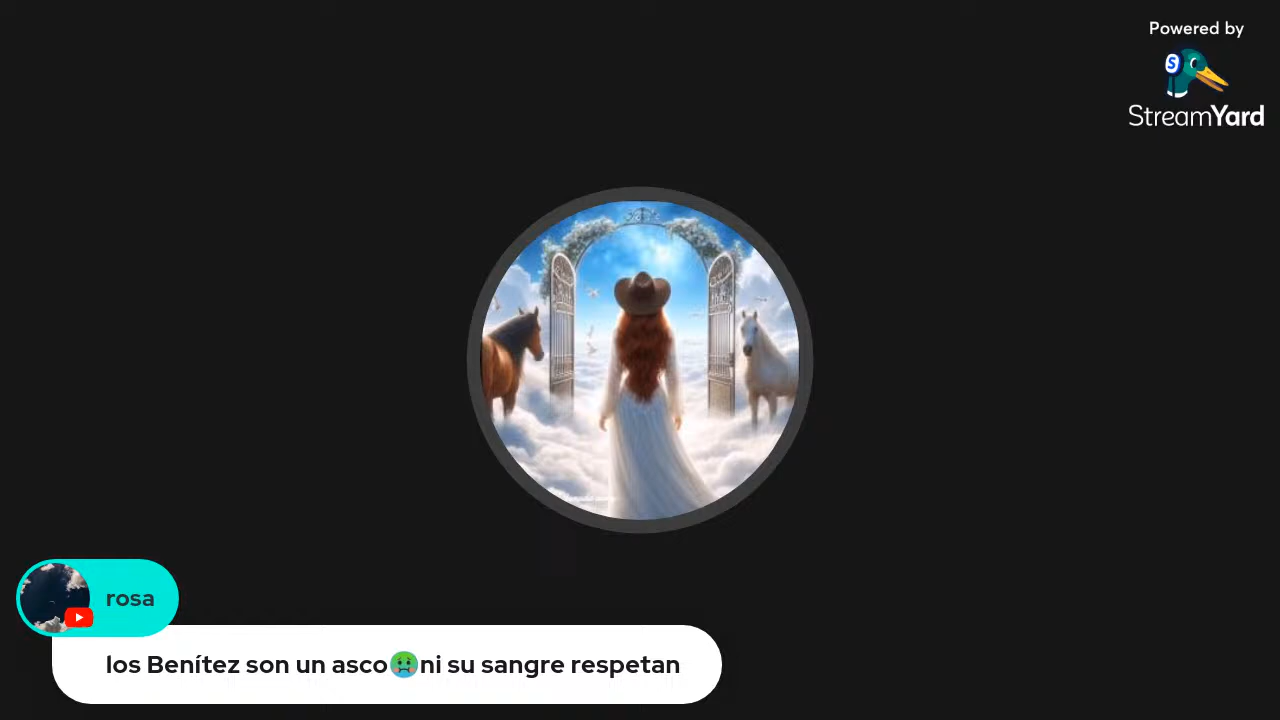 Powered by
S
StreamYard
rosa
los Benítez son un asco🤢ni su sangre respetan